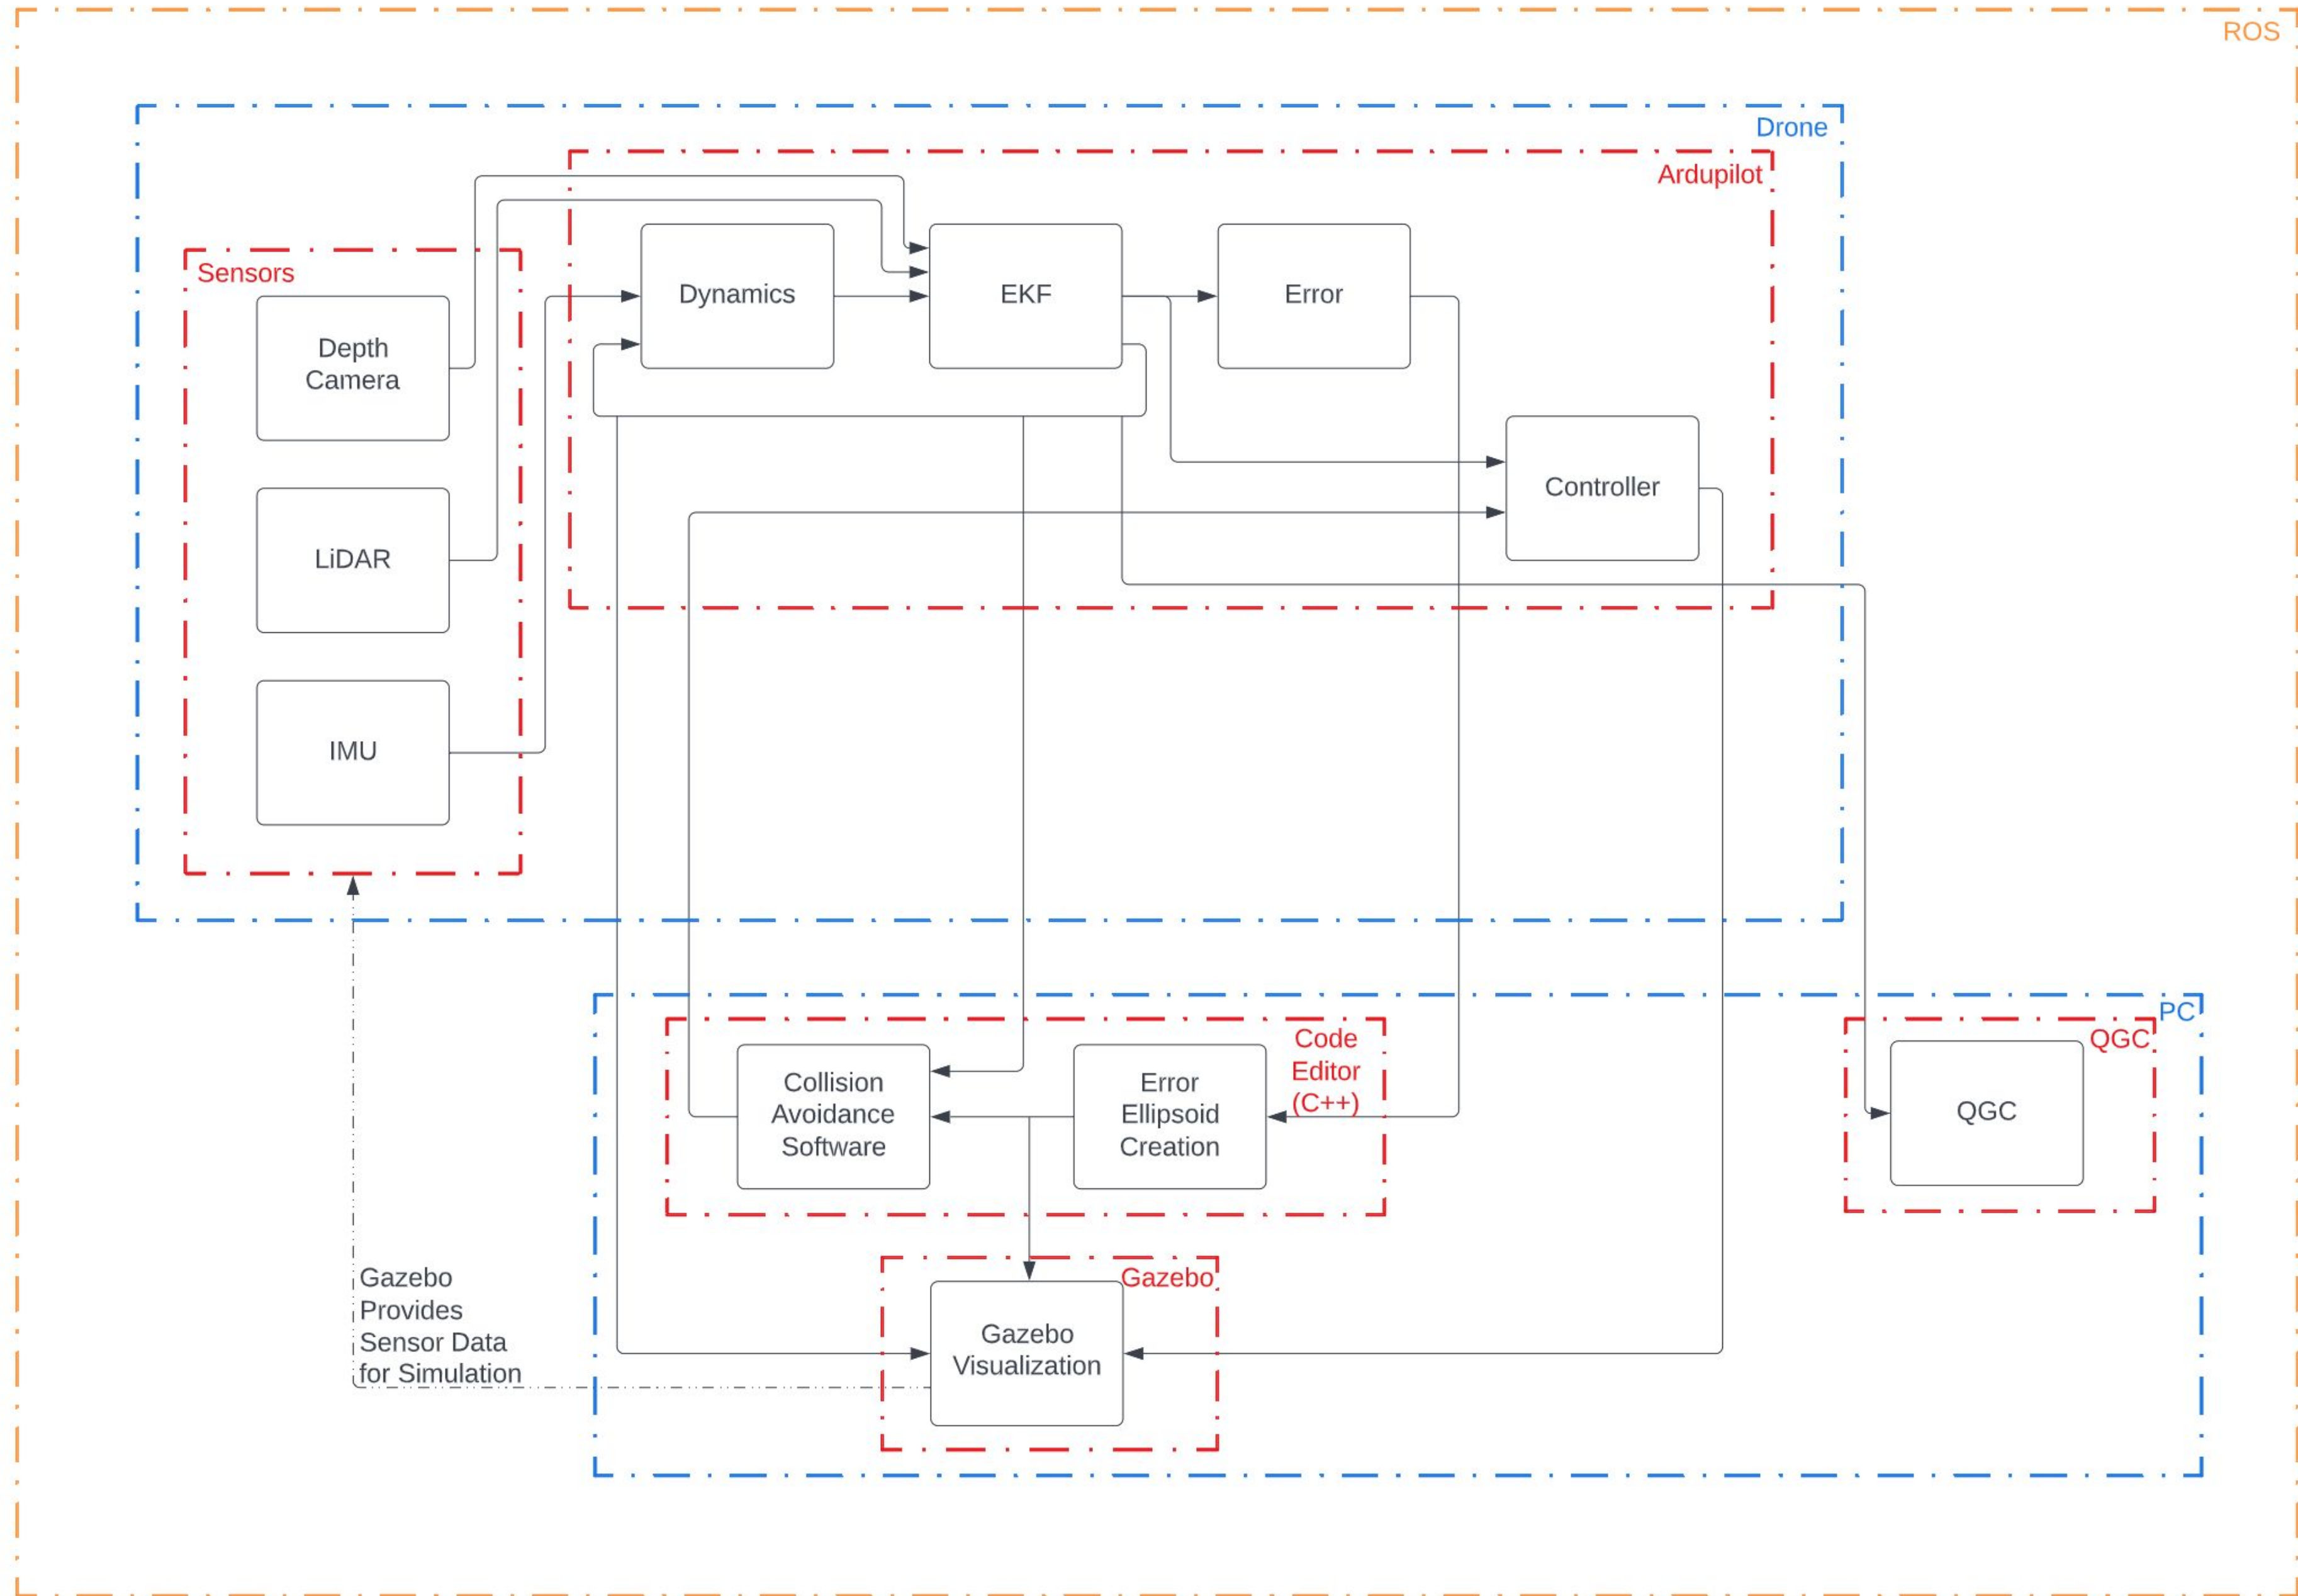 ROS
Drone
Ardupilot
Sensors
Dynamics
EKF
Error
Depth
Camera
Controller
LiDAR
IMU
PC
Code
Editor
(C++)
QGC
Collision
Avoidance
Software
Error
Ellipsoid
Creation
QGC
Gazebo
Provides
Sensor Data
for Simulation
Gazebo
Gazebo
Visualization